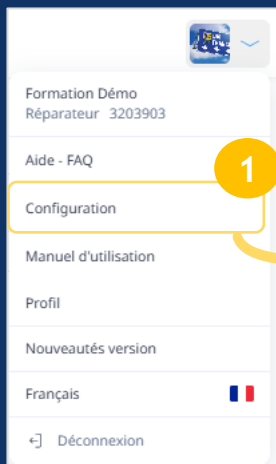 Formation Démo
Réparateur 3203903
Aide - FAQ
1
Configuration
Manuel d'utilisation
Profil
Nouveautés version
Français
Déconnexion